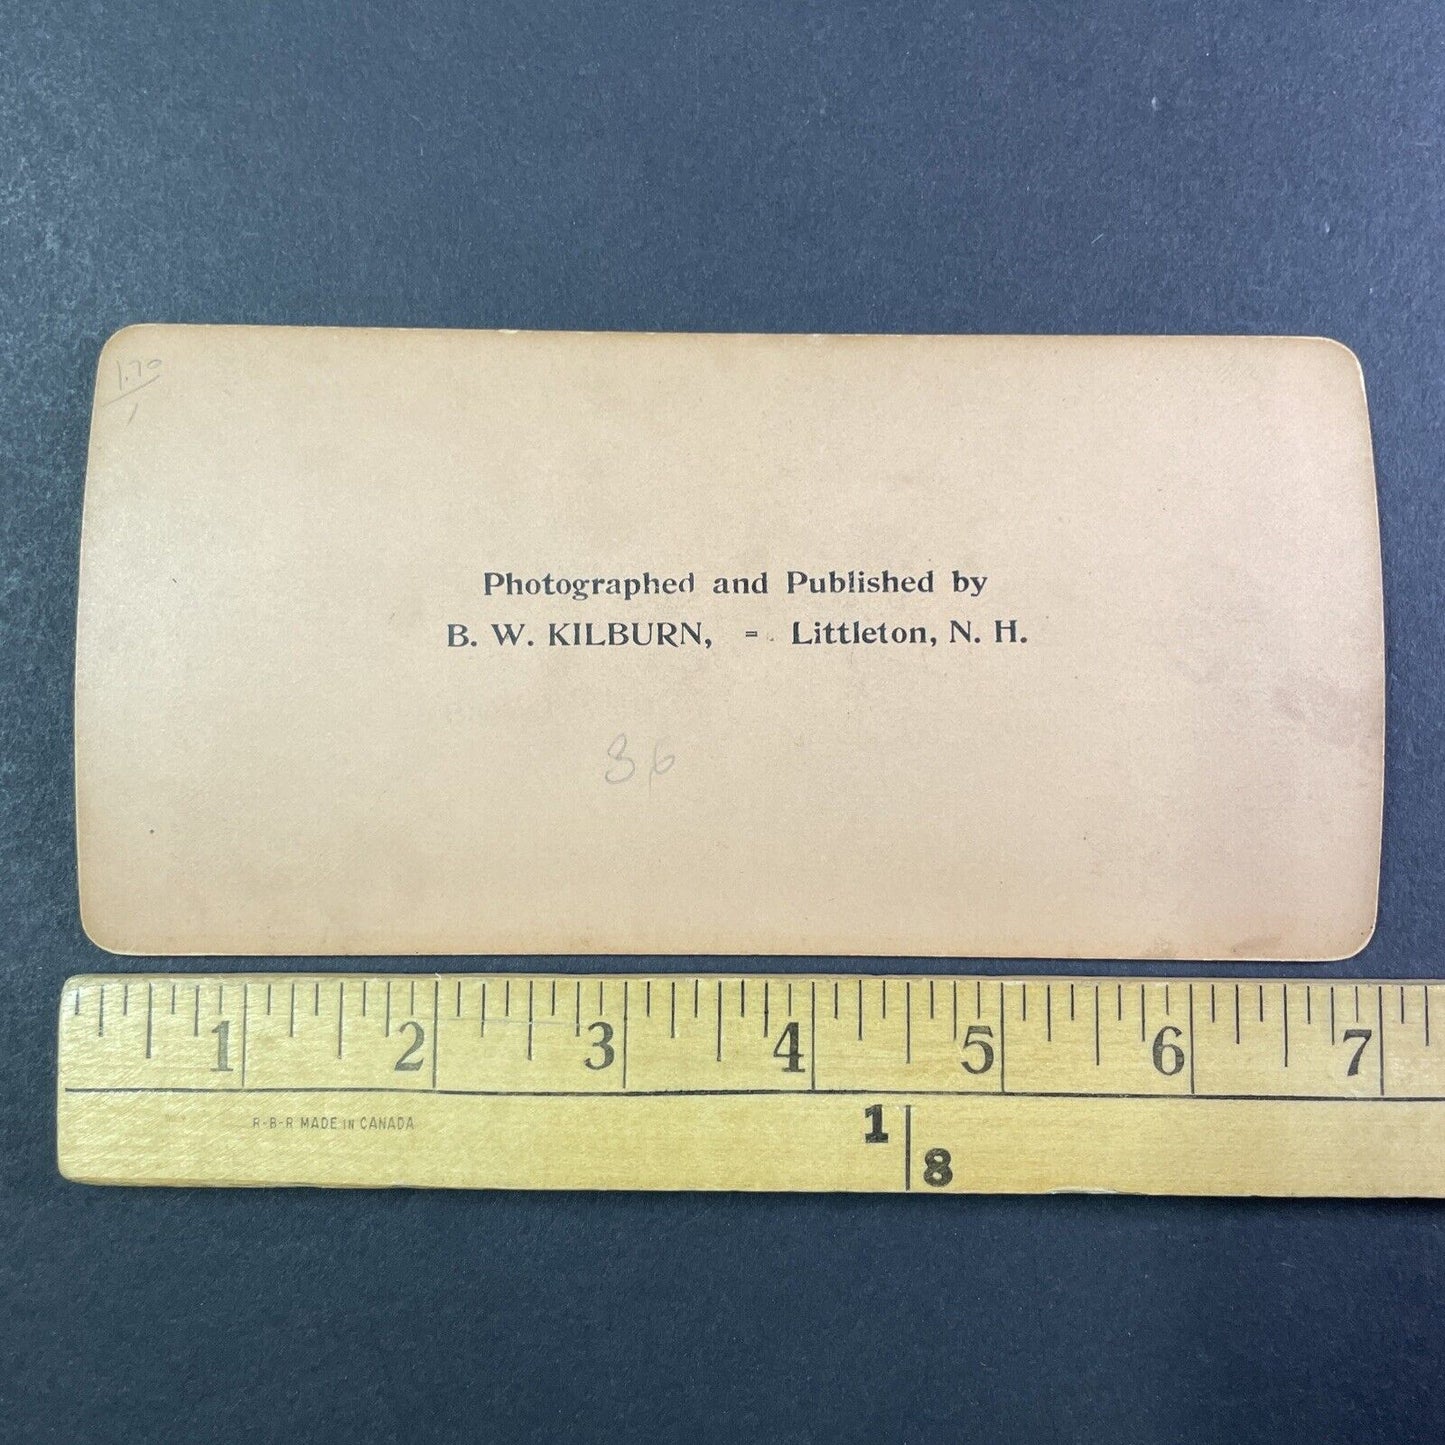 1.70
1
Photographed and Published by
B. W. KILBURN, = Littleton, N. H.
36
1 2 3 4 5 6 7
R-B-R MADE IN CANADA
1 8